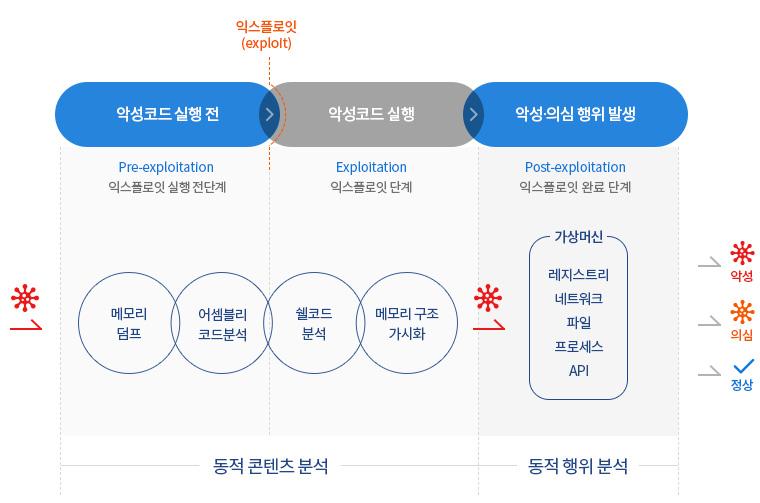 익스플로잇
(exploit)
악성코드 실행 전
악성코드 실행
악성·의심 행위 발생
Pre-exploitation
익스플로잇 실행 전단계
Exploitation
익스플로잇 단계
Post-exploitation
익스플로잇 완료 단계
메모리
덤프
어셈블리
코드분석
쉘코드
분석
메모리 구조
가시화
가상머신
레지스트리
네트워크
파일
프로세스
API
악성
의심
정상
동적 콘텐츠 분석
동적 행위 분석